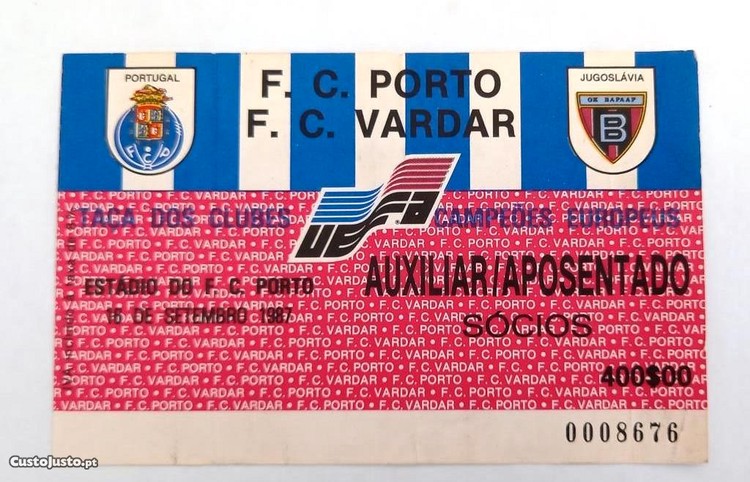 PORTUGAL
F. C. PORTO
JUGOSLÁVIA
F. C. VARDAR
FCP
ФК ВАРДАР
В
TAÇA DOS CLUBES
UEFA
CAMPEÕES EUROPEUS
ESTÁDIO DO F. C. PORTO
16 DE SETEMBRO 1987
AUXILIAR/APOSENTADO
SÓCIOS
400$00
0008676
CustoJusto.pt